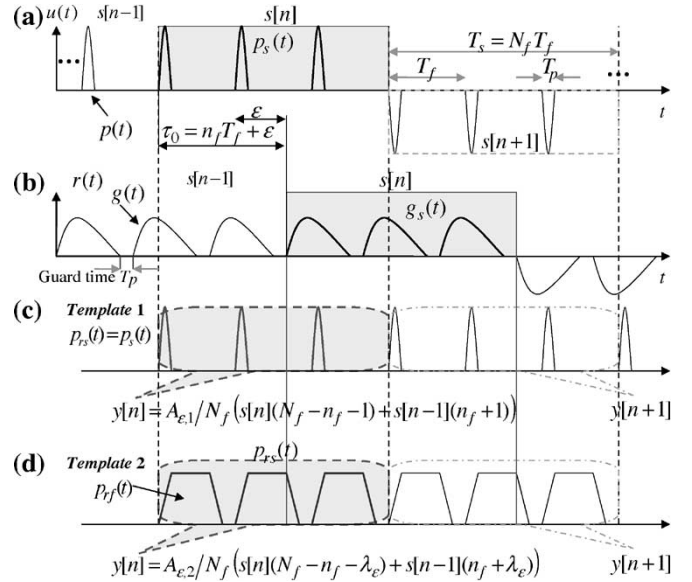 (a) u(t) s[n-1] s[n]
p_s(t) T_s = N_f T_f
••• T_f T_p •••
p(t) ε t
τ_0 = n_f T_f + ε s[n+1]
(b) r(t) s[n-1] s[n]
g(t) g_s(t)
Guard time T_p t
(c) Template 1
p_rs(t)=p_s(t)
y[n]=A_ε,1/N_f(s[n](N_f-n_f-1)+s[n-1](n_f+1)) y[n+1]
(d) Template 2 p_rs(t)
p_rf(t)
y[n]=A_ε,2/N_f(s[n](N_f-n_f-λ_ε)+s[n-1](n_f+λ_ε)) y[n+1]